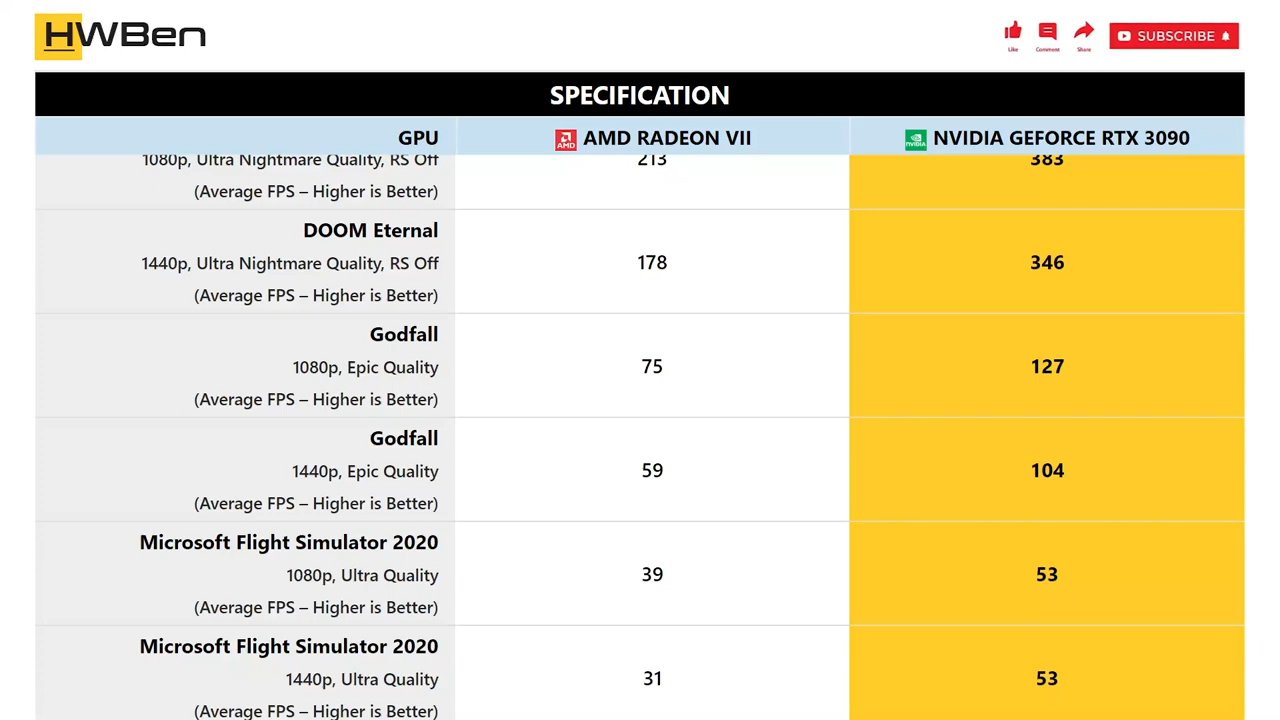 HWBen
Like
Comment
Share
SUBSCRIBE
SPECIFICATION
GPU
AMD
AMD RADEON VII
NVIDIA
NVIDIA GEFORCE RTX 3090
1080p, Ultra Nightmare Quality, RS Off
(Average FPS – Higher is Better)
213
383
DOOM Eternal
1440p, Ultra Nightmare Quality, RS Off
(Average FPS – Higher is Better)
178
346
Godfall
1080p, Epic Quality
(Average FPS – Higher is Better)
75
127
Godfall
1440p, Epic Quality
(Average FPS – Higher is Better)
59
104
Microsoft Flight Simulator 2020
1080p, Ultra Quality
(Average FPS – Higher is Better)
39
53
Microsoft Flight Simulator 2020
1440p, Ultra Quality
(Average FPS – Higher is Better)
31
53